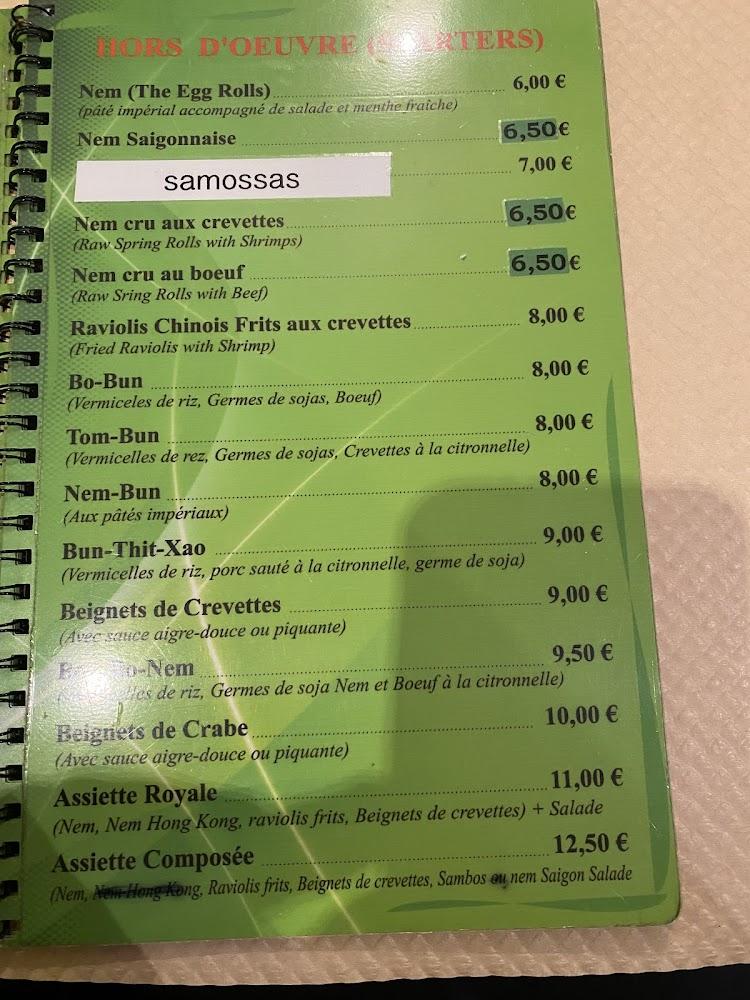 HORS D'OEUVRE (STARTERS)
Nem (The Egg Rolls) 6,00 €
(pâté impérial accompagné de salade et menthe fraîche)
Nem Saigonnaise 6,50€
samossas 7,00 €
Nem cru aux crevettes 6,50€
(Raw Spring Rolls with Shrimps)
Nem cru au boeuf 6,50€
(Raw Sring Rolls with Beef)
Raviolis Chinois Frits aux crevettes 8,00 €
(Fried Raviolis with Shrimp)
Bo-Bun 8,00 €
(Vermiceles de riz, Germes de sojas, Boeuf)
Tom-Bun 8,00 €
(Vermicelles de rez, Germes de sojas, Crevettes à la citronnelle)
Nem-Bun 8,00 €
(Aux pâtés impériaux)
Bun-Thit-Xao 9,00 €
(Vermicelles de riz, porc sauté à la citronnelle, germe de soja)
Beignets de Crevettes 9,00 €
(Avec sauce aigre-douce ou piquante)
Bo-Nem 9,50 €
de riz, Germes de soja Nem et Boeuf à la citronnelle)
Beignets de Crabe 10,00 €
(Avec sauce aigre-douce ou piquante)
Assiette Royale 11,00 €
(Nem, Nem Hong Kong, raviolis frits, Beignets de crevettes) + Salade
Assiette Composée 12,50 €
(Nem, Nem Hong Kong, Raviolis frits, Beignets de crevettes, Sambos ou nem Saigon Salade